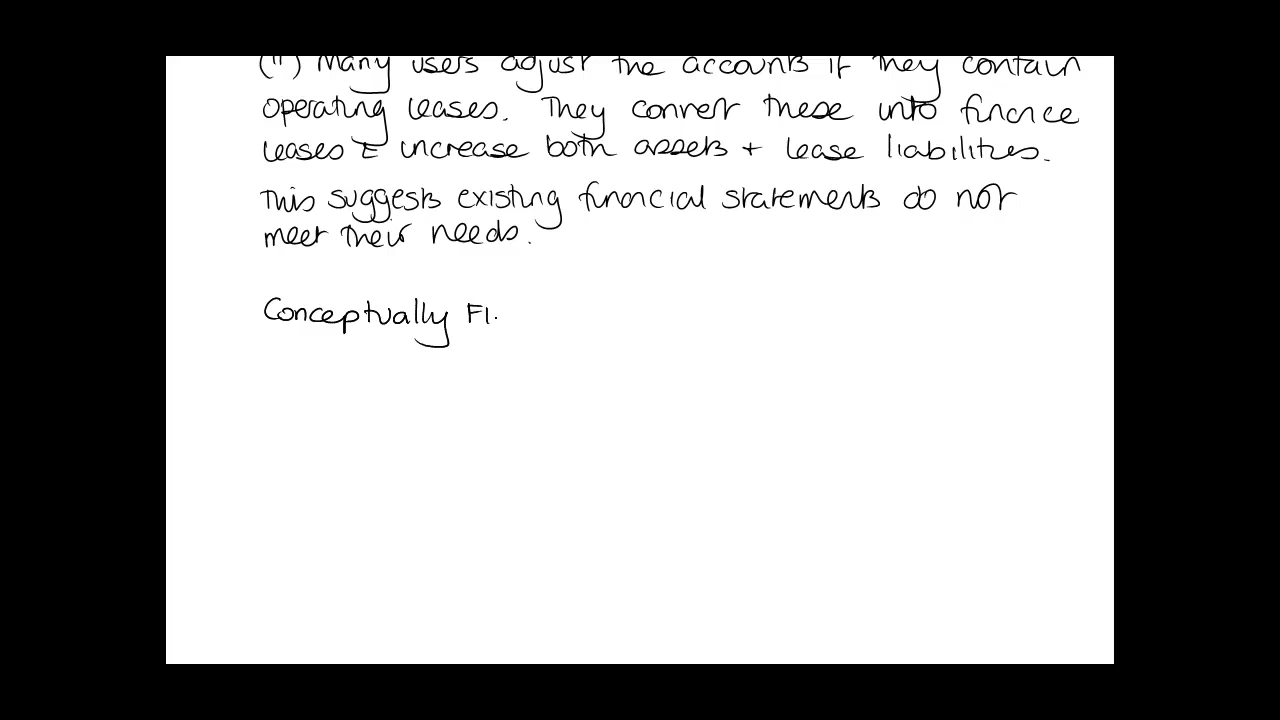 (ii) Many users adjust the accounts if they contain
operating leases. They convert these into finance
leases & increase both assets + lease liabilities.
This suggests existing financial statements do not
meet their needs.
Conceptually FI.